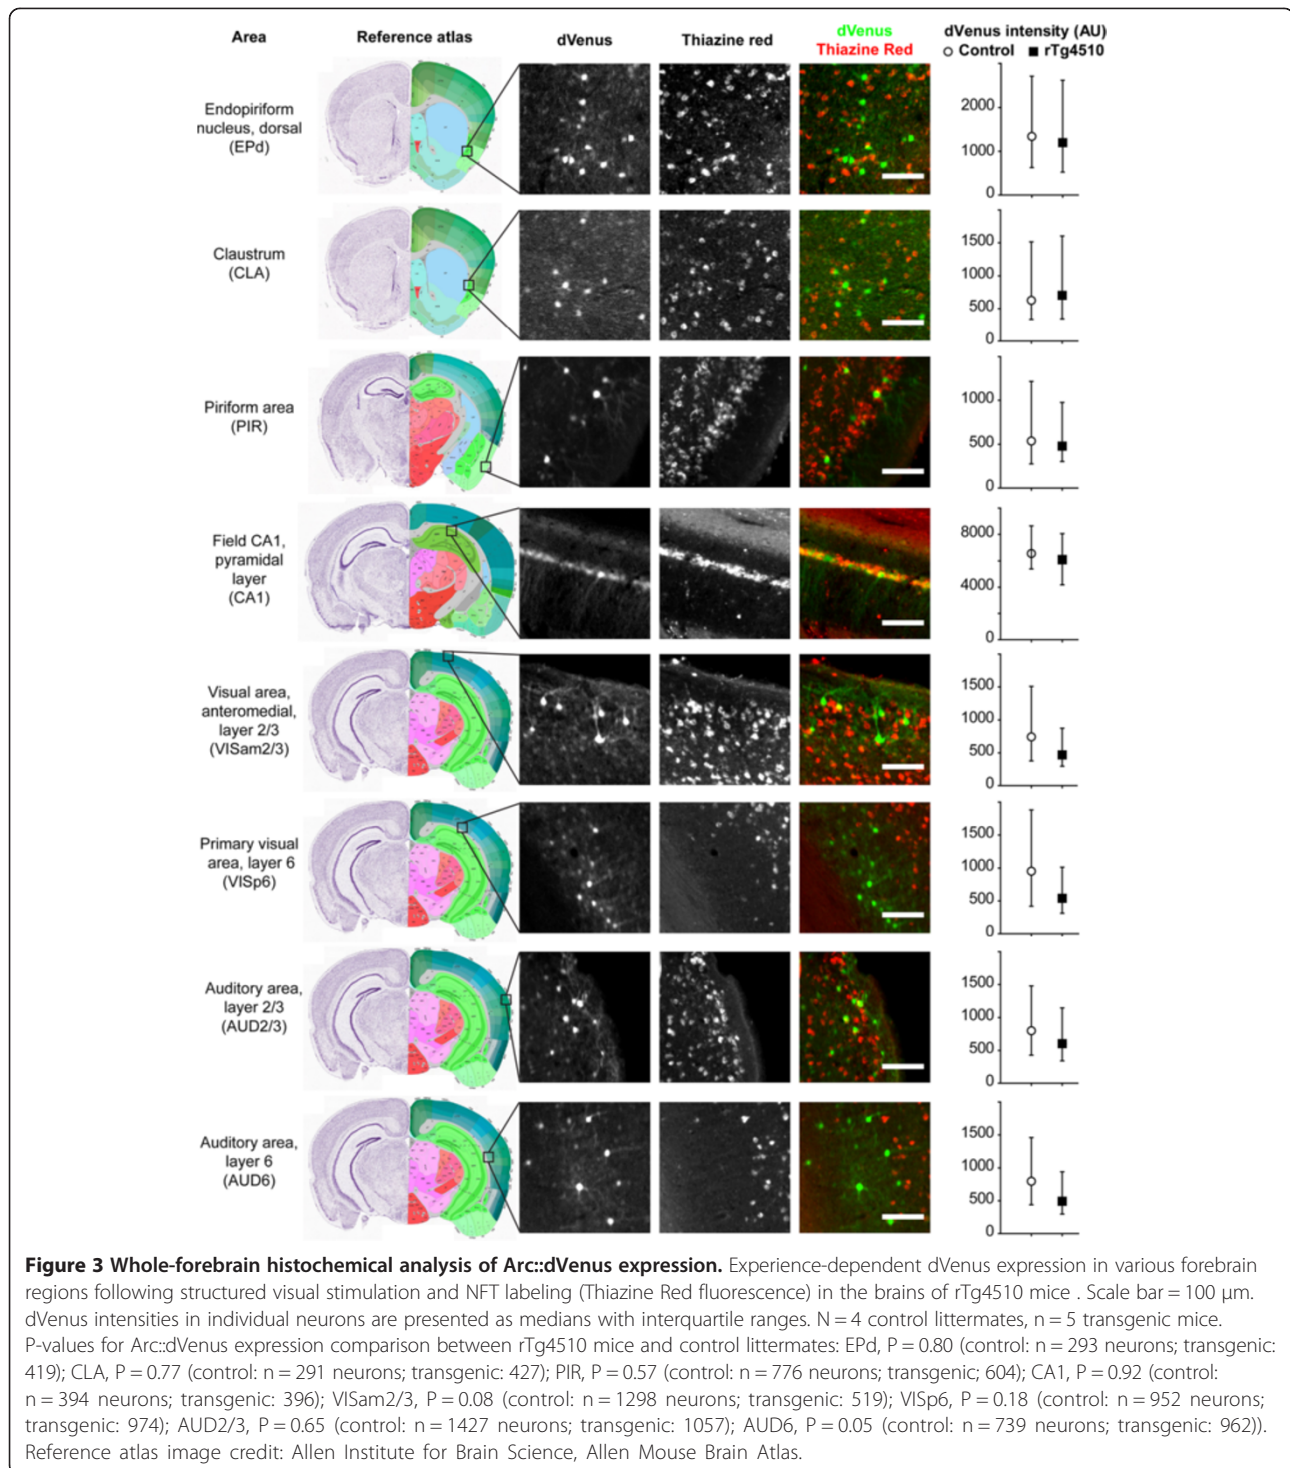 Area
Reference atlas
dVenus
Thiazine red
dVenus
Thiazine Red
dVenus intensity (AU)
Control
rTg4510
Endopiriform
nucleus, dorsal
(EPd)
2000
1000
0
Claustrum
(CLA)
1500
1000
500
0
Piriform area
(PIR)
1000
500
0
Field CA1,
pyramidal
layer
(CA1)
8000
4000
0
Visual area,
anteromedial,
layer 2/3
(VISam2/3)
1500
1000
500
0
Primary visual
area, layer 6
(VISp6)
1500
1000
500
0
Auditory area,
layer 2/3
(AUD2/3)
1500
1000
500
0
Auditory area,
layer 6
(AUD6)
1500
1000
500
0
Figure 3 Whole-forebrain histochemical analysis of Arc::dVenus expression. Experience-dependent dVenus expression in various forebrain
regions following structured visual stimulation and NFT labeling (Thiazine Red fluorescence) in the brains of rTg4510 mice . Scale bar = 100 μm.
dVenus intensities in individual neurons are presented as medians with interquartile ranges. N = 4 control littermates, n = 5 transgenic mice.
P-values for Arc::dVenus expression comparison between rTg4510 mice and control littermates: EPd, P = 0.80 (control: n = 293 neurons; transgenic:
419); CLA, P = 0.77 (control: n = 291 neurons; transgenic: 427); PIR, P = 0.57 (control: n = 776 neurons; transgenic; 604); CA1, P = 0.92 (control:
n = 394 neurons; transgenic: 396); VISam2/3, P = 0.08 (control: n = 1298 neurons; transgenic: 519); VISp6, P = 0.18 (control: n = 952 neurons;
transgenic: 974); AUD2/3, P = 0.65 (control: n = 1427 neurons; transgenic: 1057); AUD6, P = 0.05 (control: n = 739 neurons; transgenic: 962)).
Reference atlas image credit: Allen Institute for Brain Science, Allen Mouse Brain Atlas.